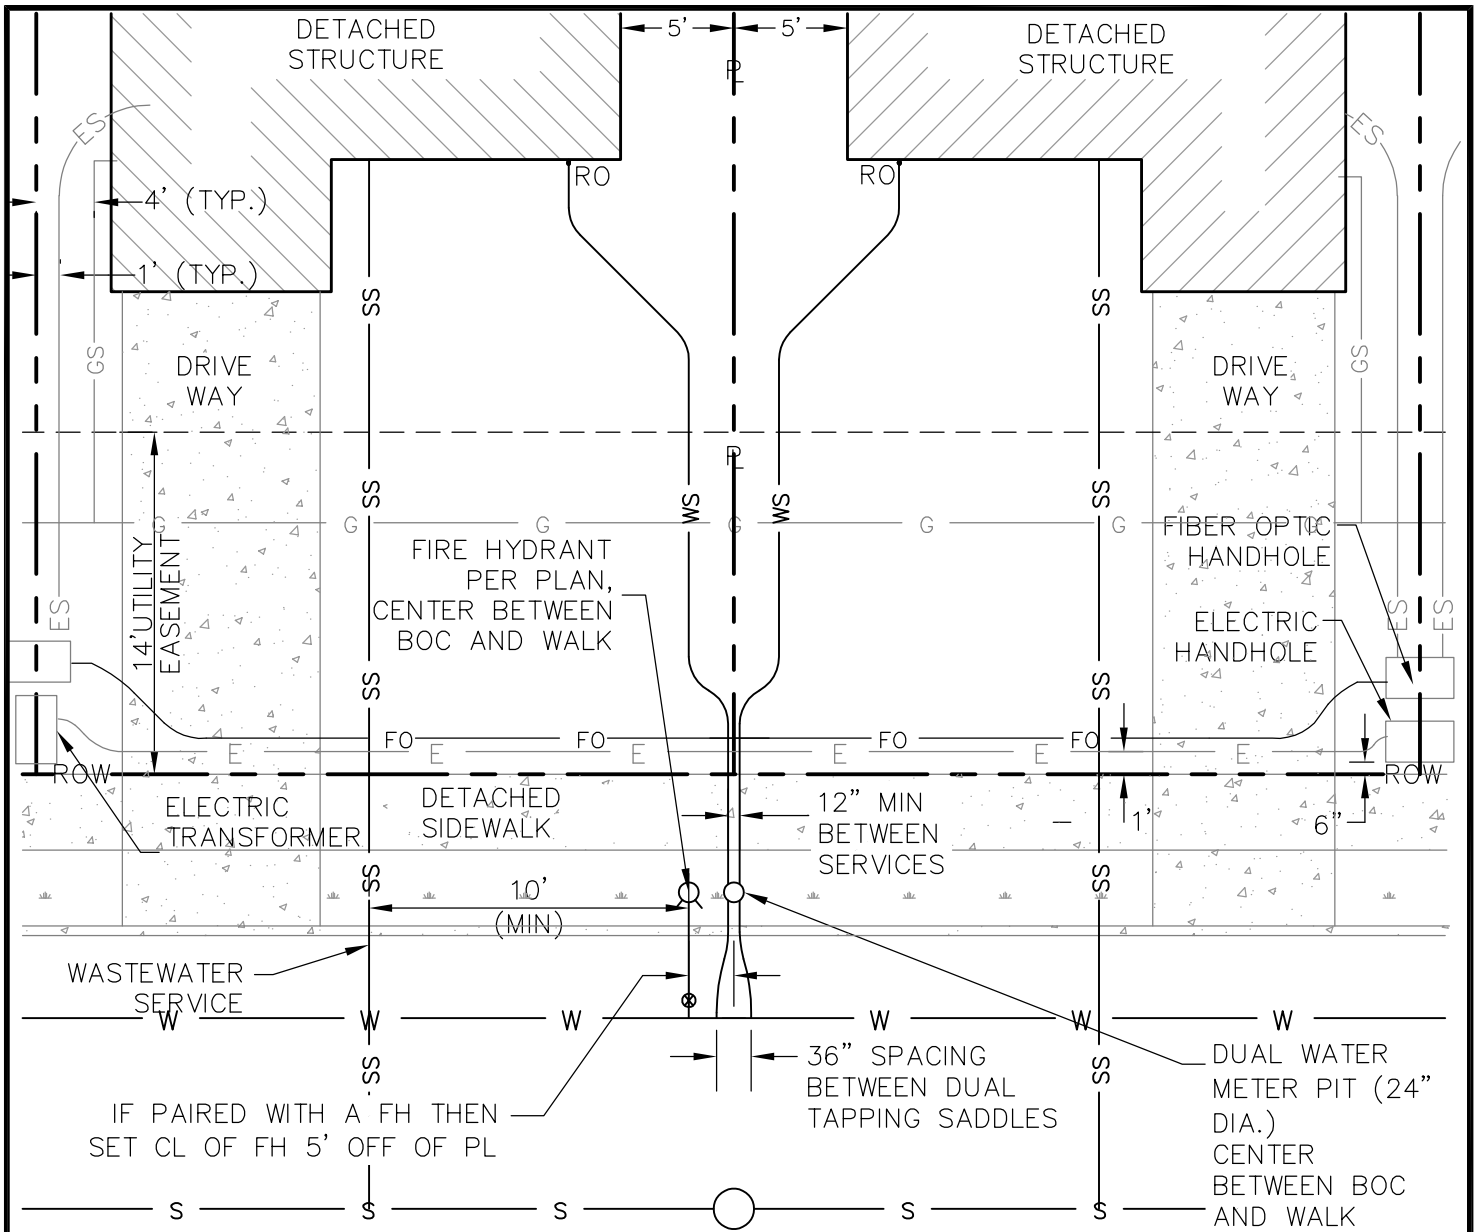 DETACHED
STRUCTURE
5'
5'
DETACHED
STRUCTURE
PL
ES
ES
RO
RO
4' (TYP.)
1' (TYP.)
SS
SS
GS
GS
DRIVE
WAY
DRIVE
WAY
PL
SS
WS
WS
SS
G
G
G
G
G
G
G
FIBER OPTIC
HANDHOLE
FIRE HYDRANT
PER PLAN,
CENTER BETWEEN
BOC AND WALK
14'UTILITY
EASEMENT
ES
ES
ES
ELECTRIC
HANDHOLE
SS
SS
FO
FO
FO
FO
E
E
E
E
E
E
ROW
ROW
ELECTRIC
TRANSFORMER
DETACHED
SIDEWALK
12” MIN
BETWEEN
SERVICES
1'
6”
SS
SS
10'
(MIN)
WASTEWATER
SERVICE
W
W
W
W
W
W
SS
SS
36” SPACING
BETWEEN DUAL
TAPPING SADDLES
DUAL WATER
METER PIT (24”
DIA.)
CENTER
BETWEEN BOC
AND WALK
IF PAIRED WITH A FH THEN
SET CL OF FH 5' OFF OF PL
S
S
S
S
S